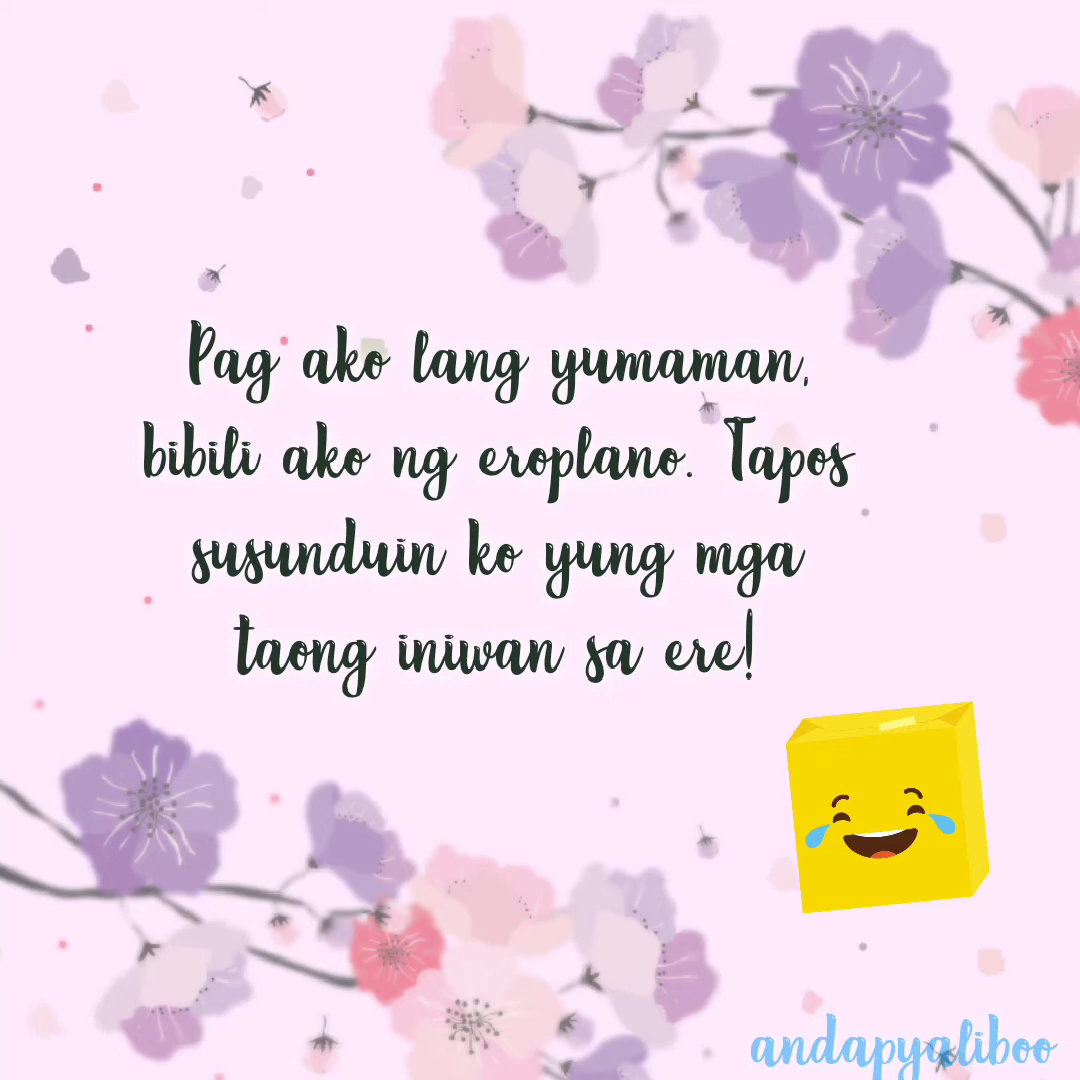 Pag ako lang yumaman,
bibili ako ng eroplano. Tapos
susunduin ko yung mga
taong iniwan sa ere!
andapyaliboo